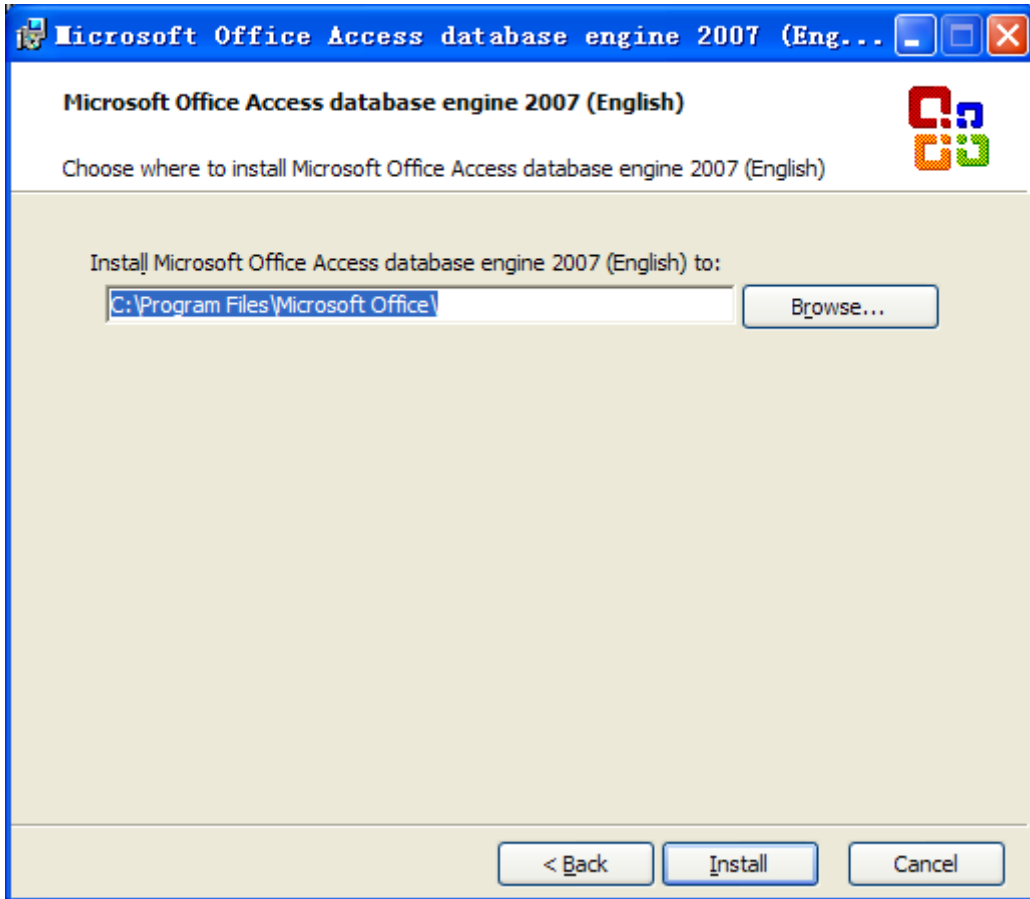 Microsoft Office Access database engine 2007 (Eng...
Microsoft Office Access database engine 2007 (English)
Choose where to install Microsoft Office Access database engine 2007 (English)
Install Microsoft Office Access database engine 2007 (English) to:
C:\Program Files\Microsoft Office\
Browse...
< Back
Install
Cancel